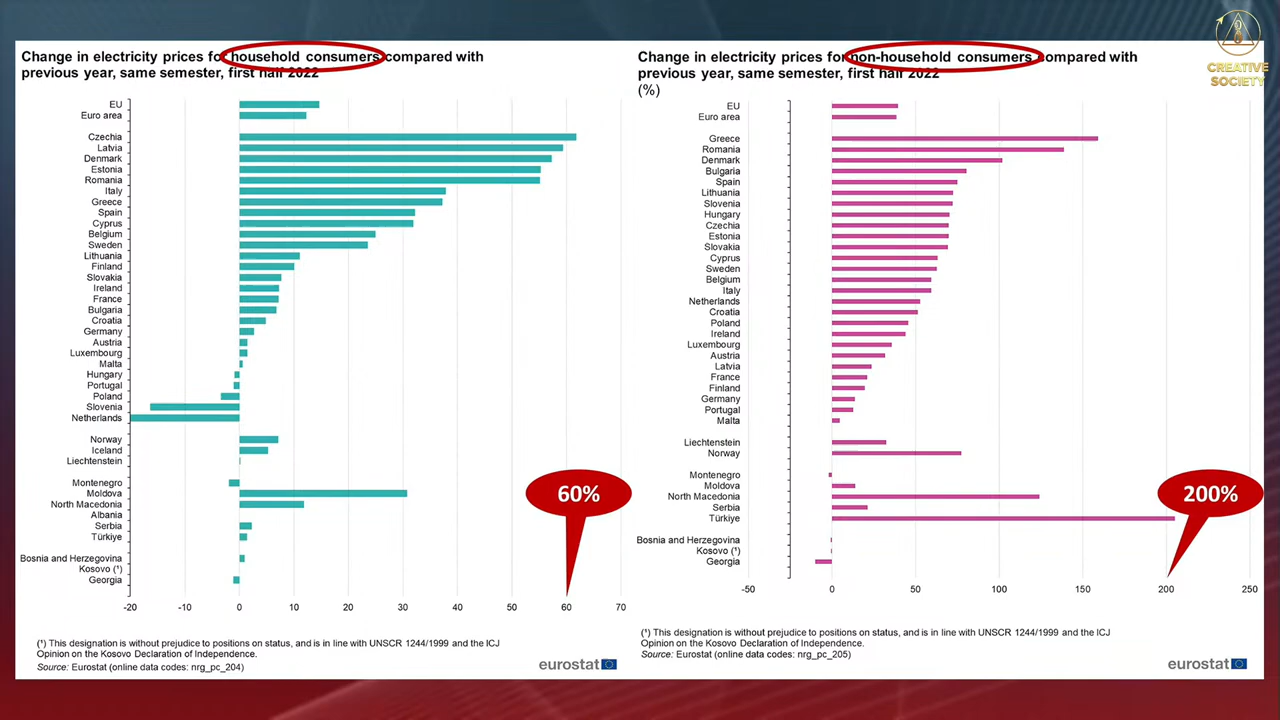 CREATIVE
SOCIETY
Change in electricity prices for household consumers compared with
previous year, same semester, first half 2022
EU
Euro area
Czechia
Latvia
Denmark
Estonia
Romania
Italy
Greece
Spain
Cyprus
Belgium
Sweden
Lithuania
Finland
Slovakia
Ireland
France
Bulgaria
Croatia
Germany
Austria
Luxembourg
Malta
Hungary
Portugal
Poland
Slovenia
Netherlands
Norway
Iceland
Liechtenstein
Montenegro
Moldova
North Macedonia
Albania
Serbia
Türkiye
Bosnia and Herzegovina
Kosovo (¹)
Georgia
-20 -10 0 10 20 30 40 50 60 70
60%
(¹) This designation is without prejudice to positions on status, and is in line with UNSCR 1244/1999 and the ICJ
Opinion on the Kosovo Declaration of Independence.
Source: Eurostat (online data codes: nrg_pc_204)
eurostat
Change in electricity prices for non-household consumers compared with
previous year, same semester, first half 2022
(%)
EU
Euro area
Greece
Romania
Denmark
Bulgaria
Spain
Lithuania
Slovenia
Hungary
Czechia
Estonia
Slovakia
Cyprus
Sweden
Belgium
Italy
Netherlands
Croatia
Poland
Ireland
Luxembourg
Austria
Latvia
France
Finland
Germany
Portugal
Malta
Liechtenstein
Norway
Montenegro
Moldova
North Macedonia
Serbia
Türkiye
Bosnia and Herzegovina
Kosovo (¹)
Georgia
-50 0 50 100 150 200 250
200%
(¹) This designation is without prejudice to positions on status, and is in line with UNSCR 1244/1999 and the ICJ
Opinion on the Kosovo Declaration of Independence.
Source: Eurostat (online data codes: nrg_pc_205)
eurostat